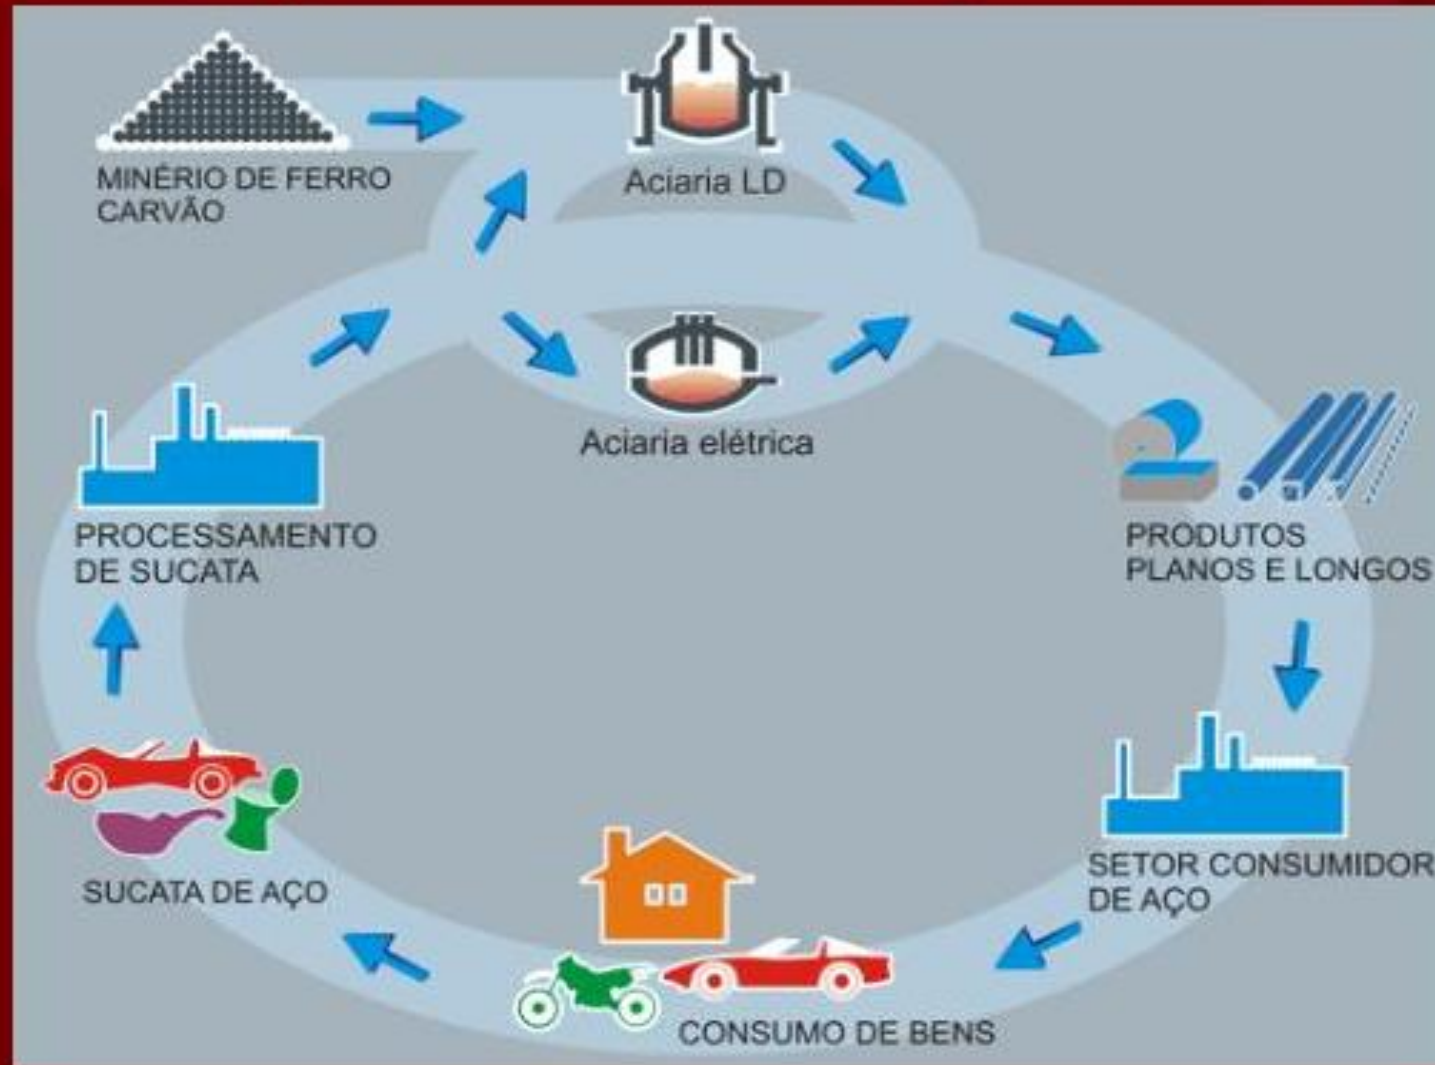 MINÉRIO DE FERRO
CARVÃO
Aciaria LD
Aciaria elétrica
PROCESSAMENTO
DE SUCATA
PRODUTOS
PLANOS E LONGOS
SUCATA DE AÇO
SETOR CONSUMIDOR
DE AÇO
CONSUMO DE BENS